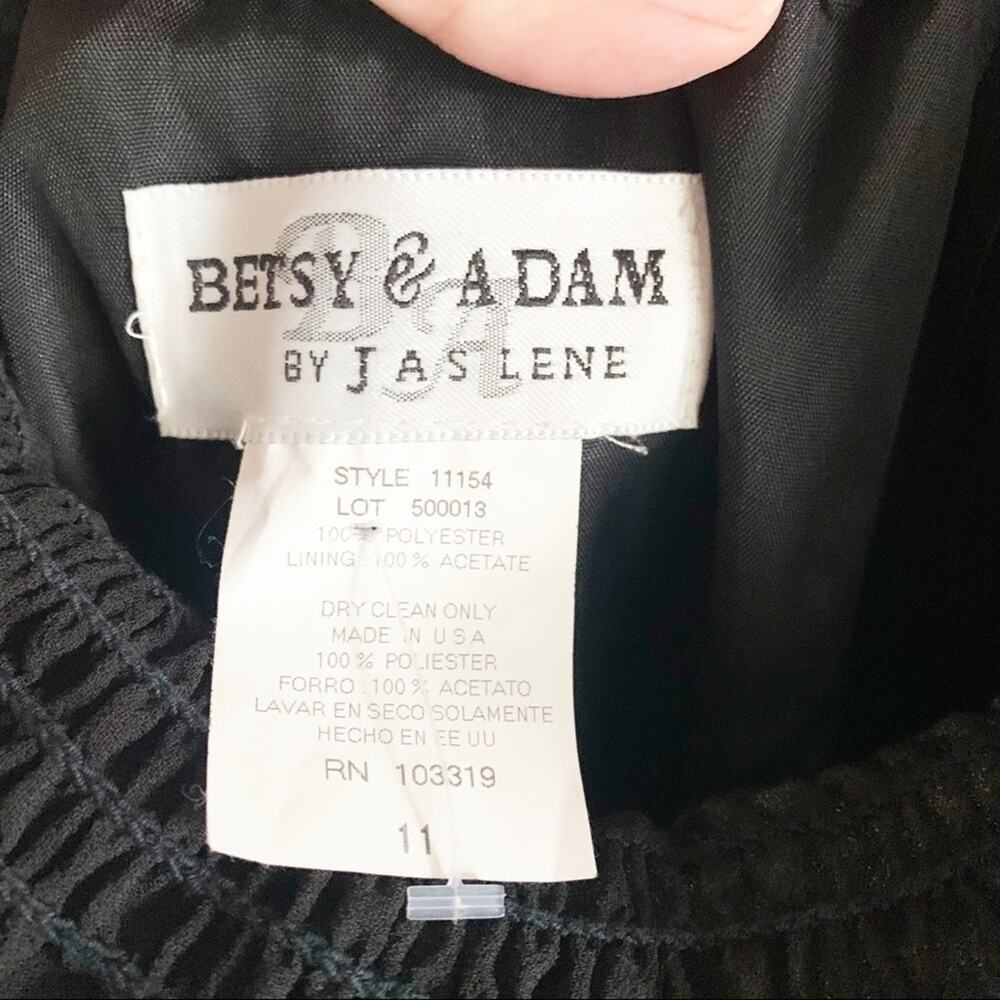 BETSY & ADAM
BY JAS LENE
STYLE 11154
LOT 500013
100% POLYESTER
LINING : 100 % ACETATE
DRY CLEAN ONLY
MADE IN U S A
100 % POLIESTER
FORRO : 100 % ACETATO
LAVAR EN SECO SOLAMENTE
HECHO EN EE UU
RN 103319
11